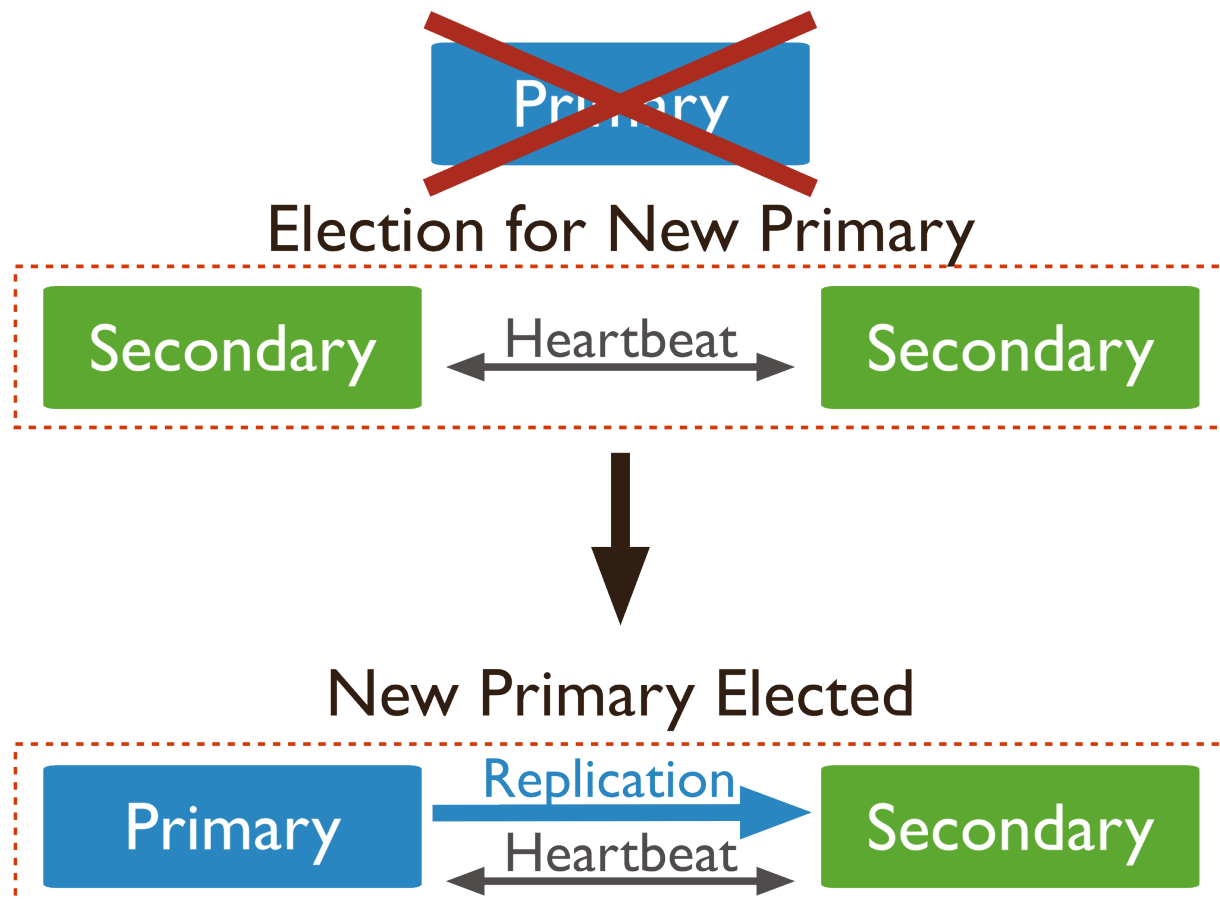 Primary
Election for New Primary
Secondary Heartbeat Secondary
New Primary Elected
Primary Replication Secondary
Heartbeat